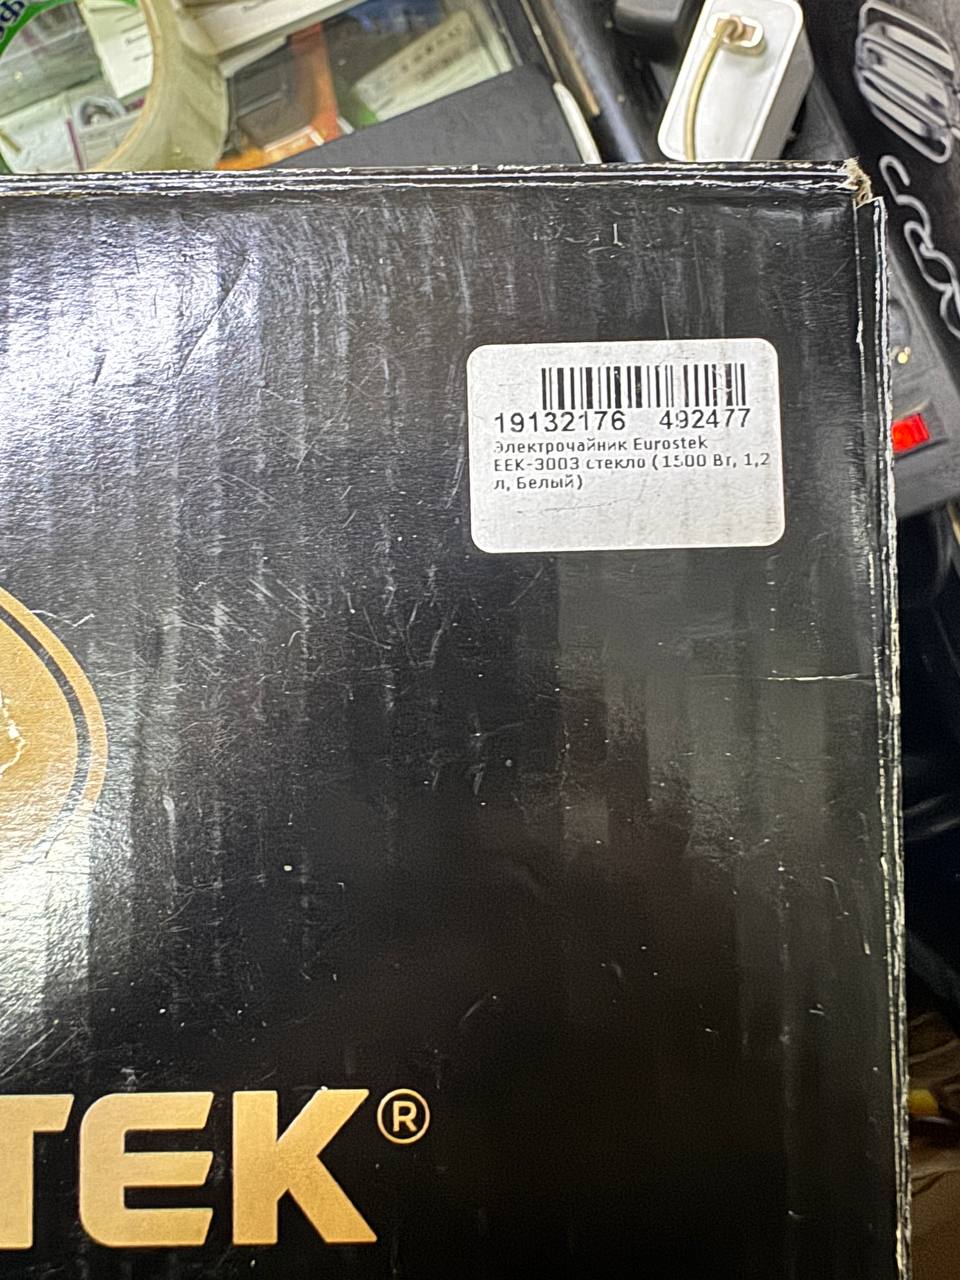 19132176 492477
Электрочайник Eurostek
EEK-3003 стекло (1500 Вт, 1,2
л, Белый)
TEK®